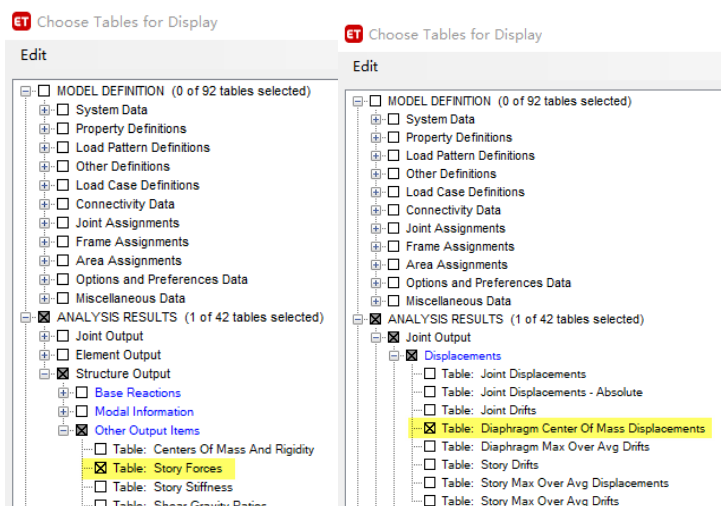 ET Choose Tables for Display
Edit
MODEL DEFINITION (0 of 92 tables selected)
System Data
Property Definitions
Load Pattern Definitions
Other Definitions
Load Case Definitions
Connectivity Data
Joint Assignments
Frame Assignments
Area Assignments
Options and Preferences Data
Miscellaneous Data
ANALYSIS RESULTS (1 of 42 tables selected)
Joint Output
Element Output
Structure Output
Base Reactions
Modal Information
Other Output Items
Table: Centers Of Mass And Rigidity
Table: Story Forces
Table: Story Stiffness
Table: Shear Gravity Ratios
ET Choose Tables for Display
Edit
MODEL DEFINITION (0 of 92 tables selected)
System Data
Property Definitions
Load Pattern Definitions
Other Definitions
Load Case Definitions
Connectivity Data
Joint Assignments
Frame Assignments
Area Assignments
Options and Preferences Data
Miscellaneous Data
ANALYSIS RESULTS (1 of 42 tables selected)
Joint Output
Displacements
Table: Joint Displacements
Table: Joint Displacements - Absolute
Table: Joint Drifts
Table: Diaphragm Center Of Mass Displacements
Table: Diaphragm Max Over Avg Drifts
Table: Story Drifts
Table: Story Max Over Avg Displacements
Table: Story Max Over Avg Drifts